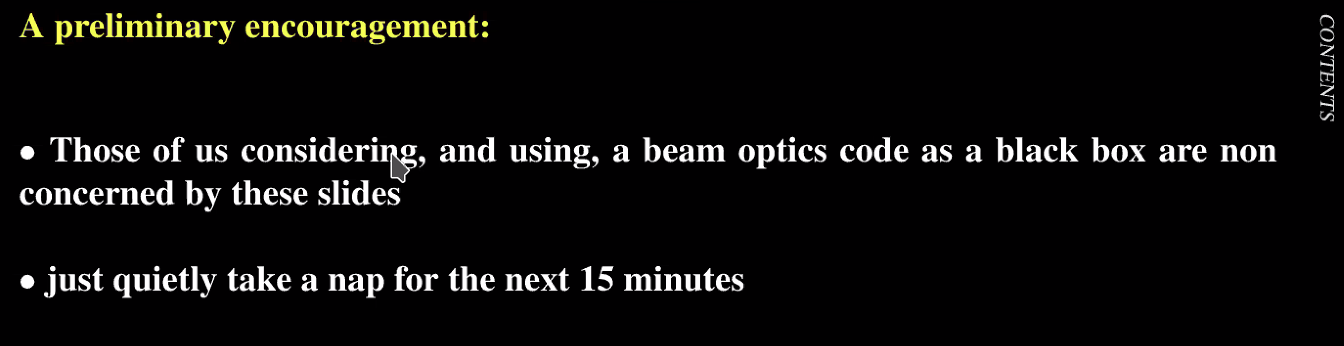 A preliminary encouragement:
• Those of us considering, and using, a beam optics code as a black box are non
concerned by these slides
• just quietly take a nap for the next 15 minutes
CONTENTS